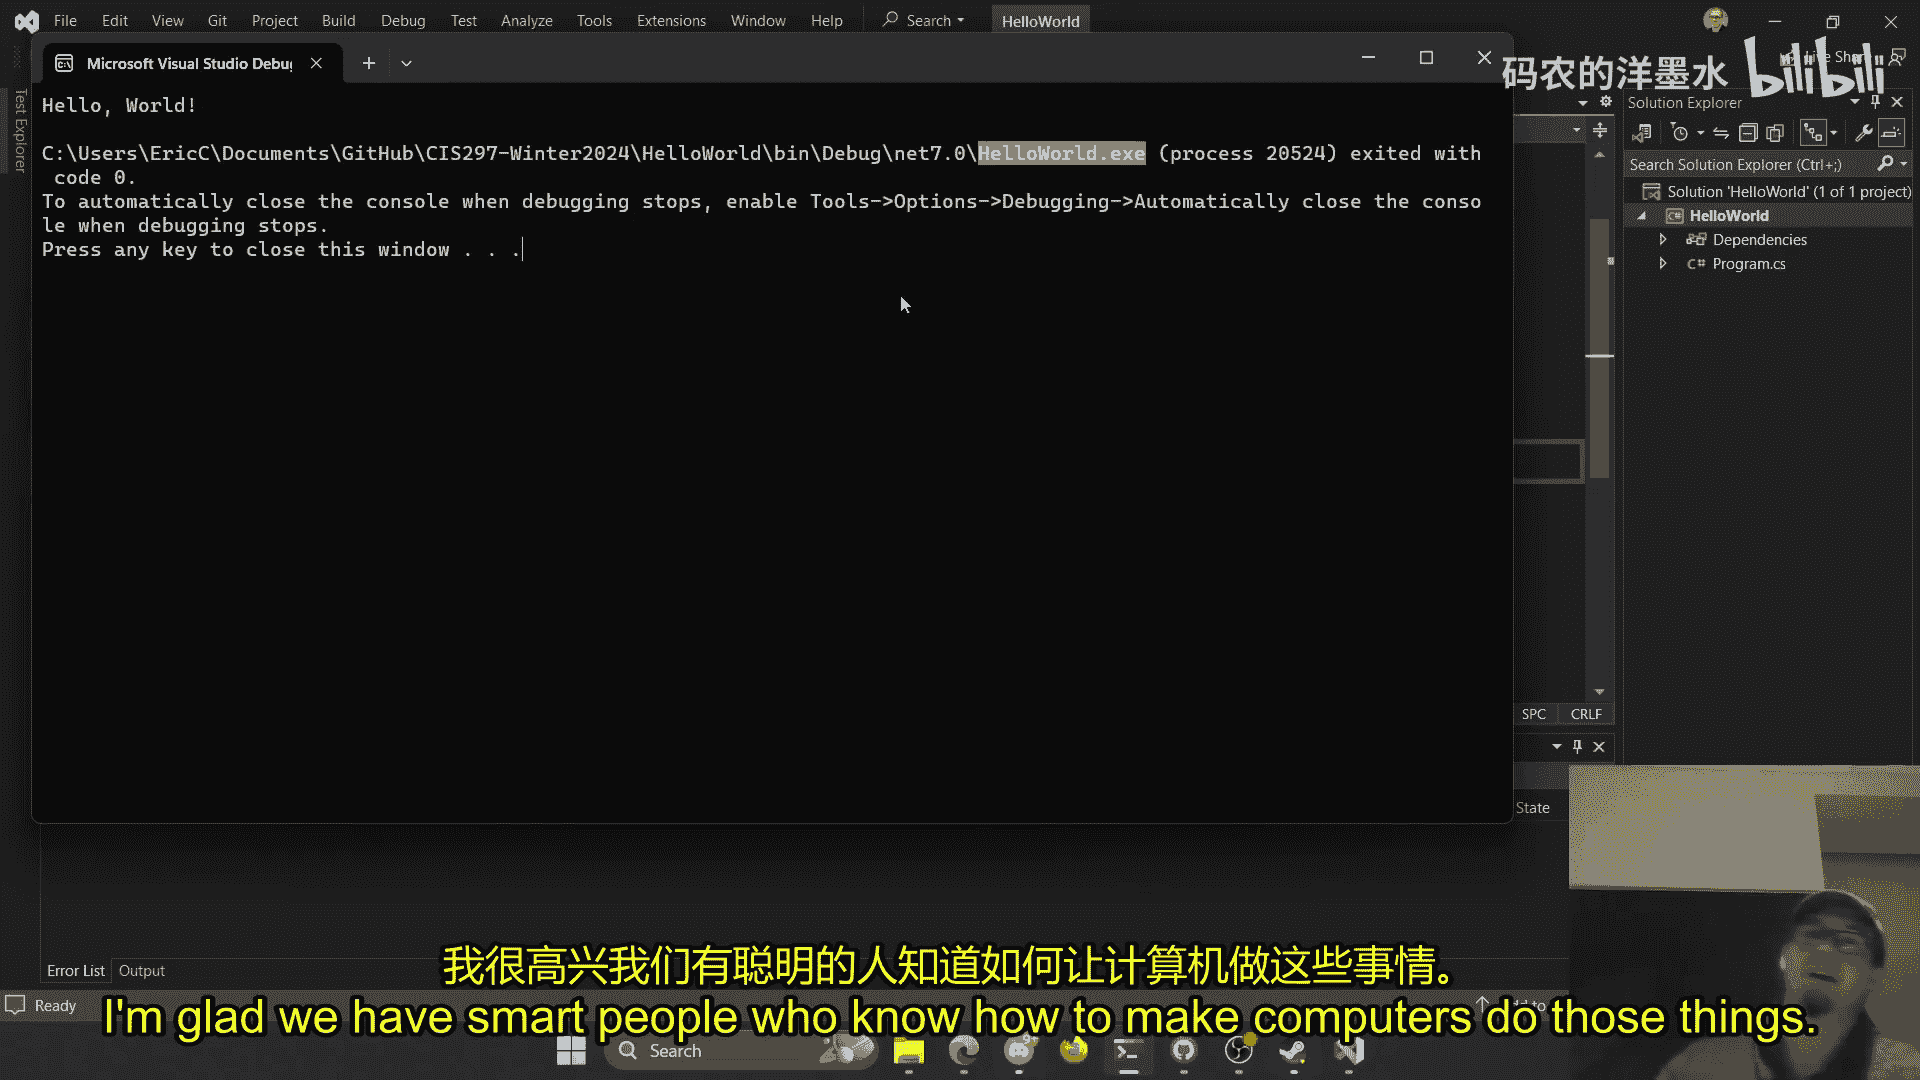 File Edit View Git Project Build Debug Test Analyze Tools Extensions Window Help Search HelloWorld
Microsoft Visual Studio Debu
码农的洋墨水 bilibili
Test Explorer
Hello, World!
C:\Users\EricC\Documents\GitHub\CIS297-Winter2024\HelloWorld\bin\Debug\net7.0\HelloWorld.exe (process 20524) exited with
code 0.
To automatically close the console when debugging stops, enable Tools->Options->Debugging->Automatically close the conso
le when debugging stops.
Press any key to close this window . . .
Solution Explorer
Search Solution Explorer (Ctrl+;)
Solution 'HelloWorld' (1 of 1 project)
C# HelloWorld
Dependencies
C# Program.cs
SPC CRLF
State
Error List Output
我很高兴我们有聪明的人知道如何让计算机做这些事情。
Ready
I'm glad we have smart people who know how to make computers do those things.
Search